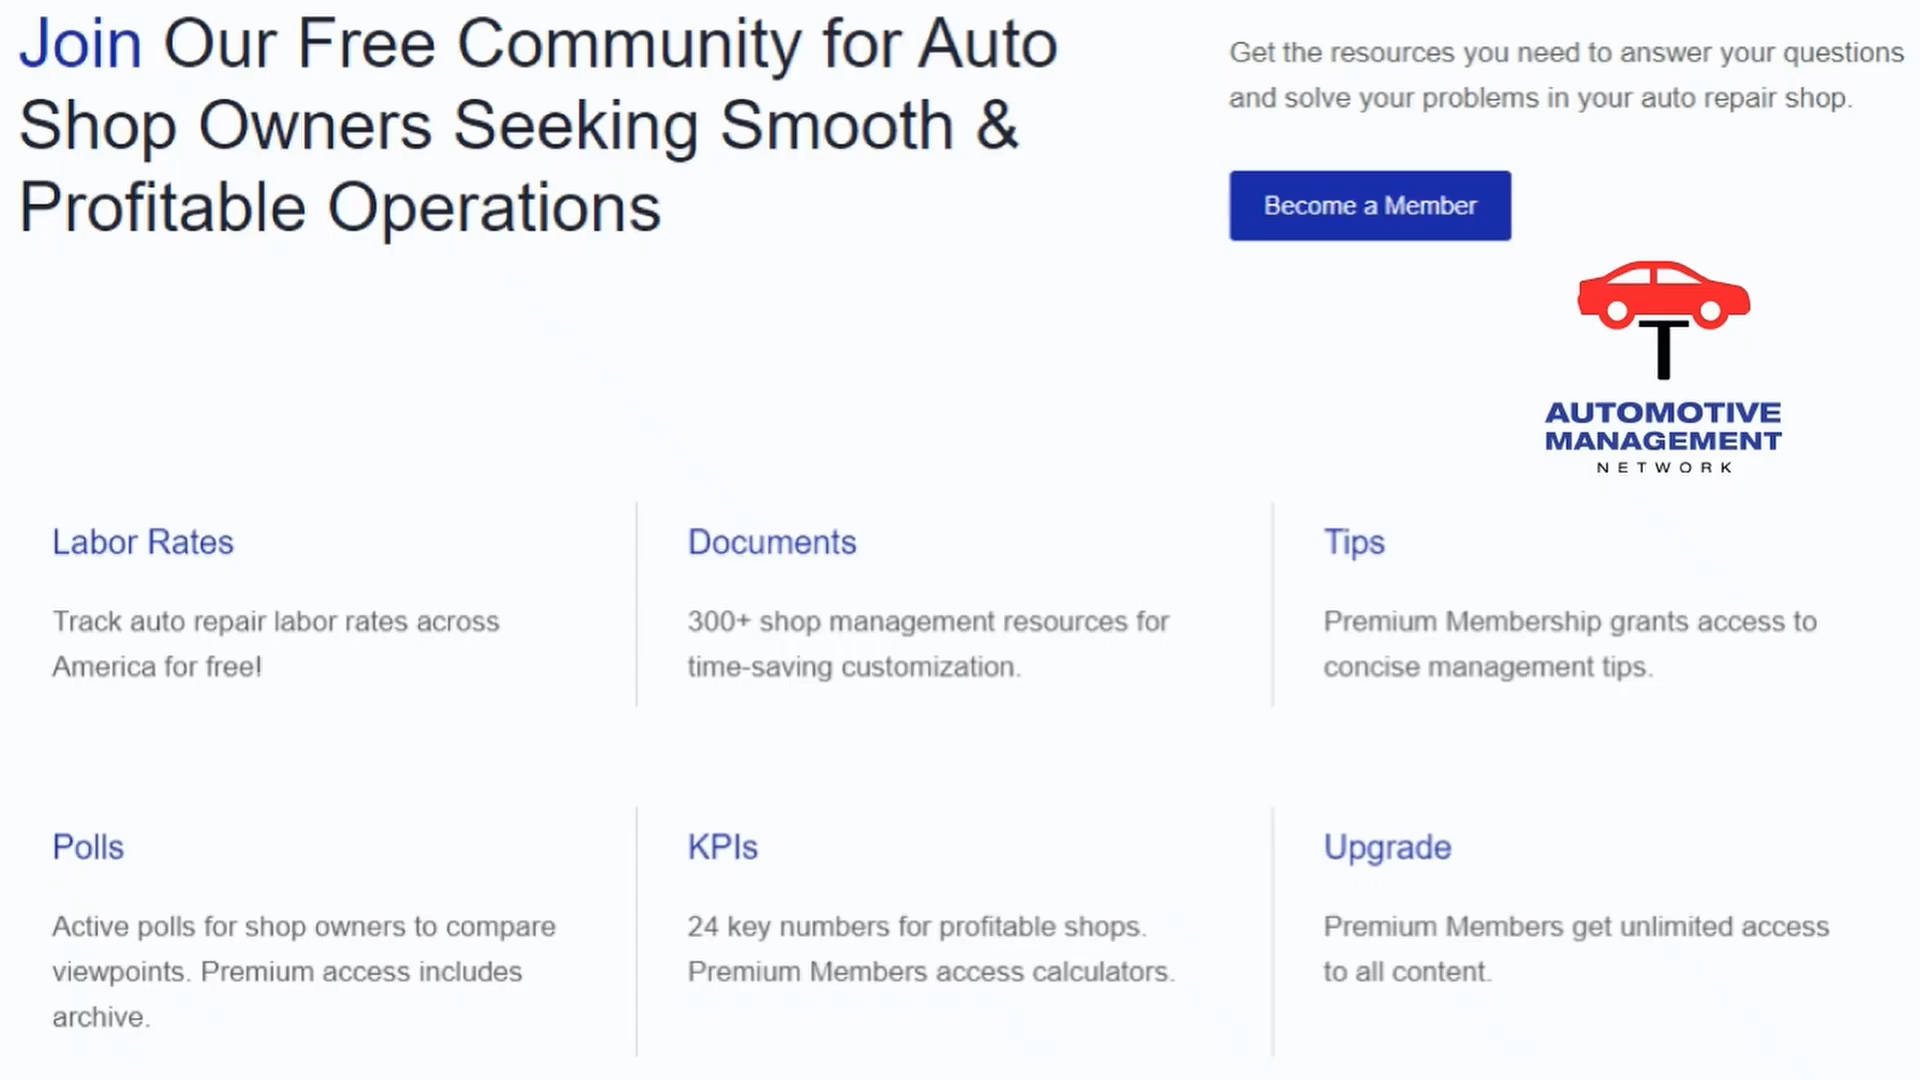 Join Our Free Community for Auto
Shop Owners Seeking Smooth &
Profitable Operations
Get the resources you need to answer your questions
and solve your problems in your auto repair shop.
Become a Member
AUTOMOTIVE
MANAGEMENT
NETWORK
Labor Rates
Track auto repair labor rates across
America for free!
Documents
300+ shop management resources for
time-saving customization.
Tips
Premium Membership grants access to
concise management tips.
Polls
Active polls for shop owners to compare
viewpoints. Premium access includes
archive.
KPIs
24 key numbers for profitable shops.
Premium Members access calculators.
Upgrade
Premium Members get unlimited access
to all content.